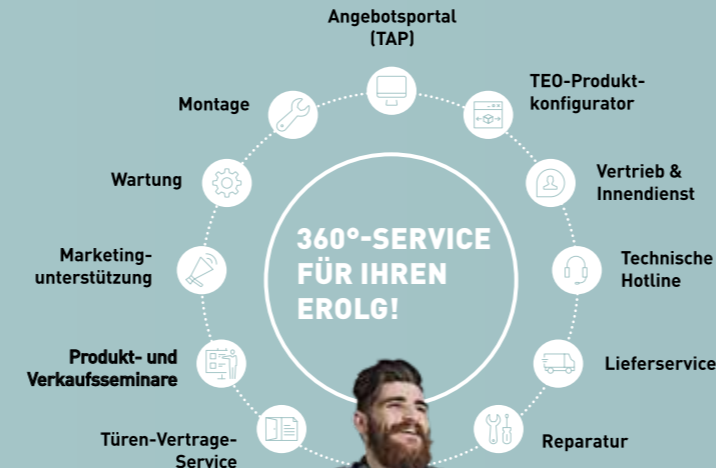 Angebotsportal
(TAP)
TEO-Produkt-
konfigurator
Vertrieb &
Innendienst
Technische
Hotline
Lieferservice
Reparatur
Türen-Vertrage-
Service
Produkt- und
Verkaufsseminare
Marketing-
unterstützung
Wartung
Montage
360°-SERVICE
FÜR IHREN
EROLG!